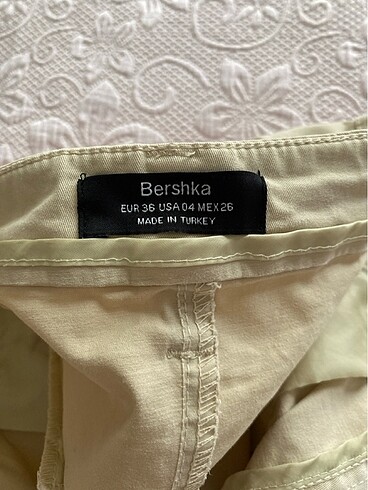 Bershka
EUR 36 USA 04 MEX 26
MADE IN TURKEY